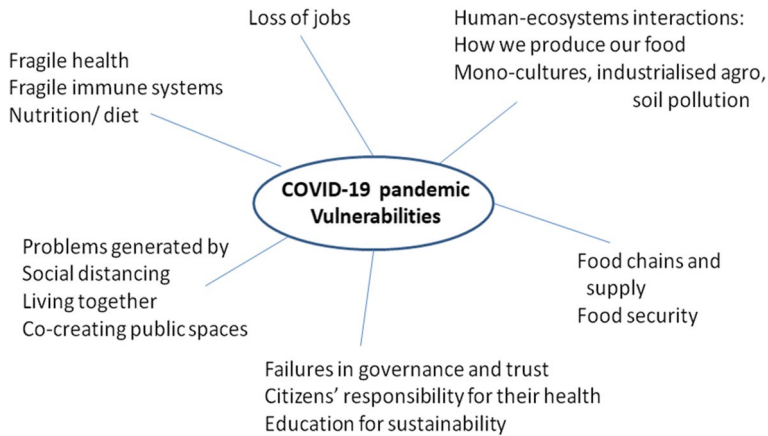 Loss of jobs
Human-ecosystems interactions:
How we produce our food
Mono-cultures, industrialised agro,
soil pollution
Fragile health
Fragile immune systems
Nutrition/ diet
COVID-19 pandemic
Vulnerabilities
Problems generated by
Social distancing
Living together
Co-creating public spaces
Food chains and
supply
Food security
Failures in governance and trust
Citizens' responsibility for their health
Education for sustainability